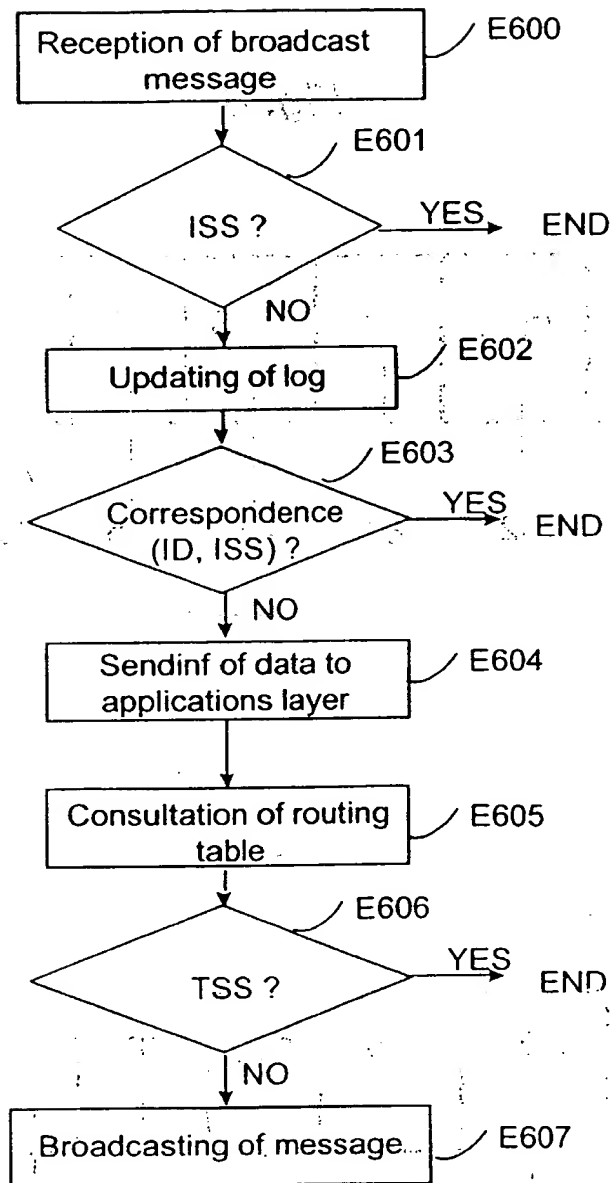 Reception of broadcast
message
E600
E601
ISS ?
YES
END
NO
Updating of log
E602
E603
Correspondence
(ID, ISS) ?
YES
END
NO
Sendinf of data to
applications layer
E604
Consultation of routing
table
E605
E606
TSS ?
YES
END
NO
Broadcasting of message
E607